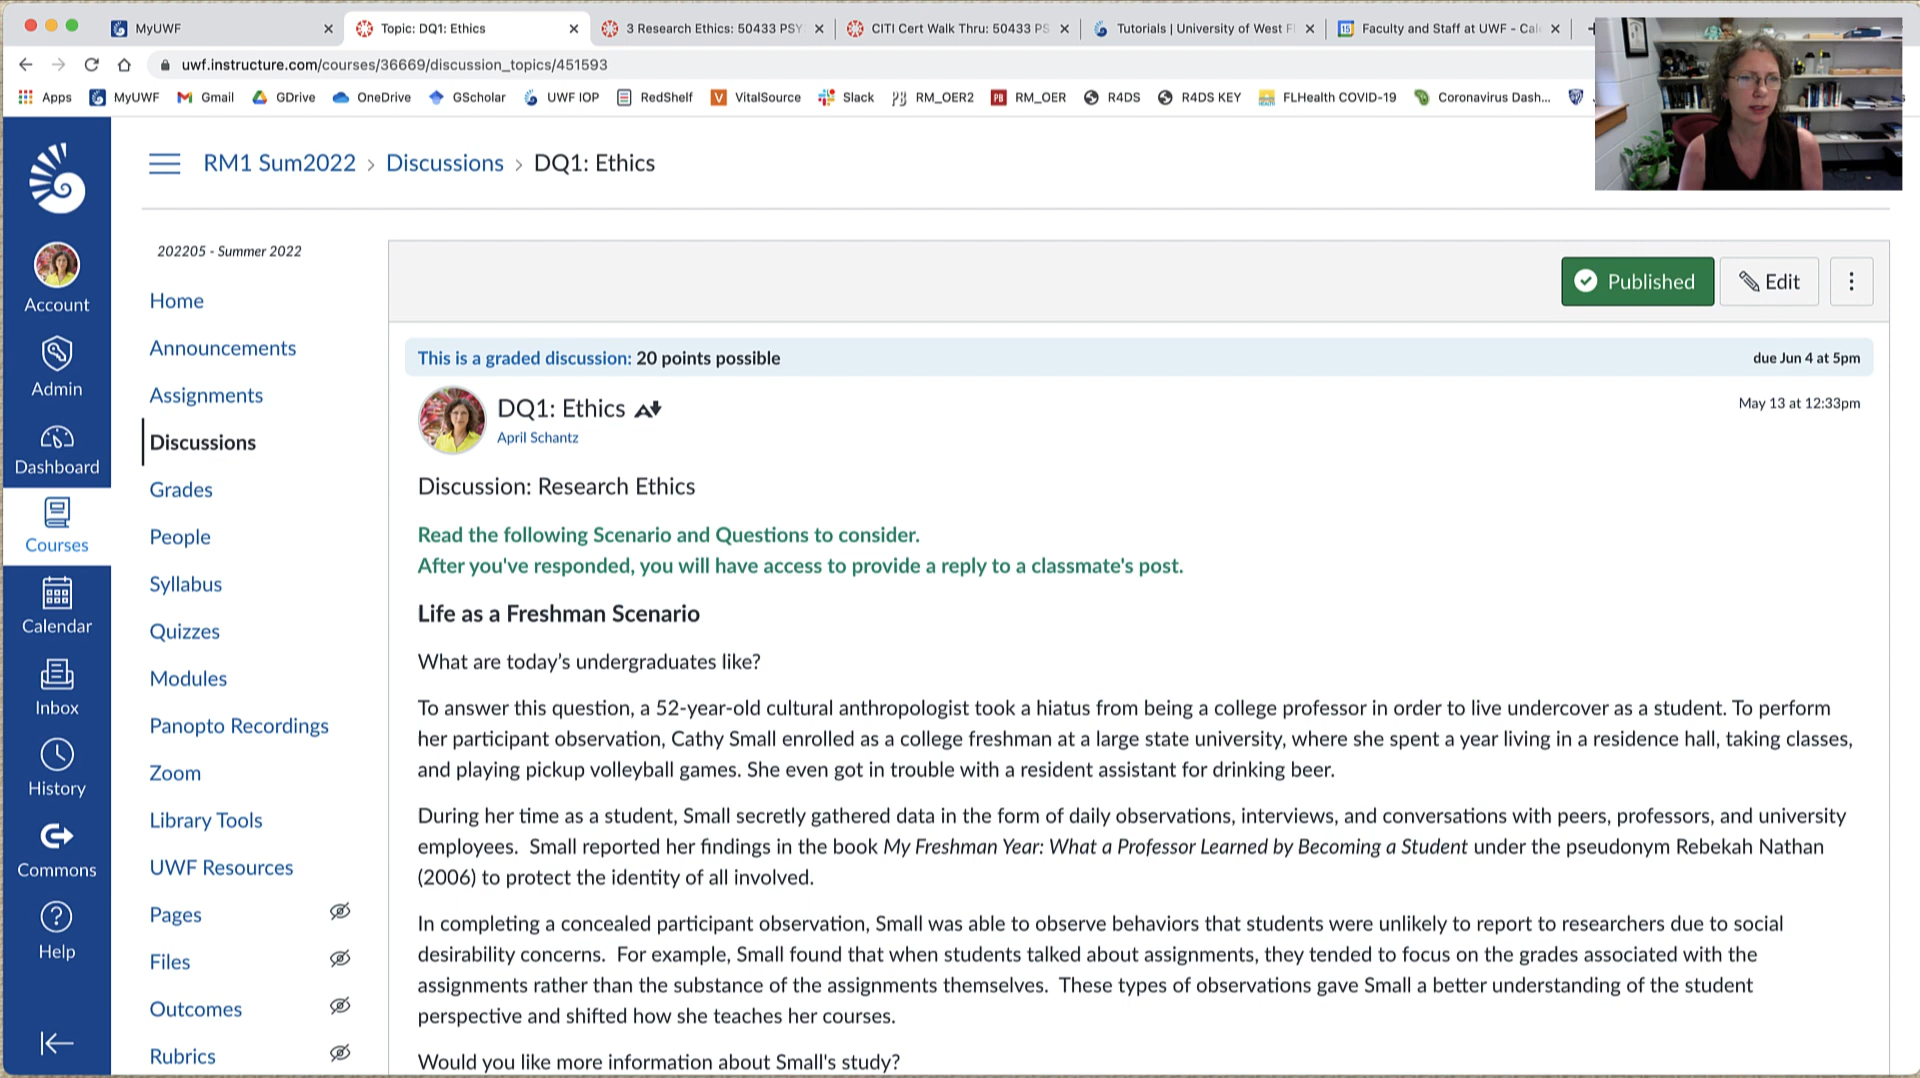 MyUWF
Topic: DQ1: Ethics
3 Research Ethics: 50433 PSY
CITI Cert Walk Thru: 50433 PS
Tutorials | University of West Fl
Faculty and Staff at UWF - Cal
uwf.instructure.com/courses/36669/discussion_topics/451593
Apps
MyUWF
Gmail
GDrive
OneDrive
GScholar
UWF IOP
RedShelf
VitalSource
Slack
RM_OER2
RM_OER
R4DS
R4DS KEY
FLHealth COVID-19
Coronavirus Dash...
RM1 Sum2022 › Discussions › DQ1: Ethics
Account
Admin
Dashboard
Courses
Calendar
Inbox
History
Commons
Help
202205 - Summer 2022
Home
Announcements
Assignments
Discussions
Grades
People
Syllabus
Quizzes
Modules
Panopto Recordings
Zoom
Library Tools
UWF Resources
Pages
Files
Outcomes
Rubrics
Published
Edit
This is a graded discussion: 20 points possible
due Jun 4 at 5pm
DQ1: Ethics
April Schantz
May 13 at 12:33pm
Discussion: Research Ethics
Read the following Scenario and Questions to consider.
After you've responded, you will have access to provide a reply to a classmate's post.
Life as a Freshman Scenario
What are today's undergraduates like?
To answer this question, a 52-year-old cultural anthropologist took a hiatus from being a college professor in order to live undercover as a student. To perform
her participant observation, Cathy Small enrolled as a college freshman at a large state university, where she spent a year living in a residence hall, taking classes,
and playing pickup volleyball games. She even got in trouble with a resident assistant for drinking beer.
During her time as a student, Small secretly gathered data in the form of daily observations, interviews, and conversations with peers, professors, and university
employees. Small reported her findings in the book My Freshman Year: What a Professor Learned by Becoming a Student under the pseudonym Rebekah Nathan
(2006) to protect the identity of all involved.
In completing a concealed participant observation, Small was able to observe behaviors that students were unlikely to report to researchers due to social
desirability concerns. For example, Small found that when students talked about assignments, they tended to focus on the grades associated with the
assignments rather than the substance of the assignments themselves. These types of observations gave Small a better understanding of the student
perspective and shifted how she teaches her courses.
Would you like more information about Small's study?